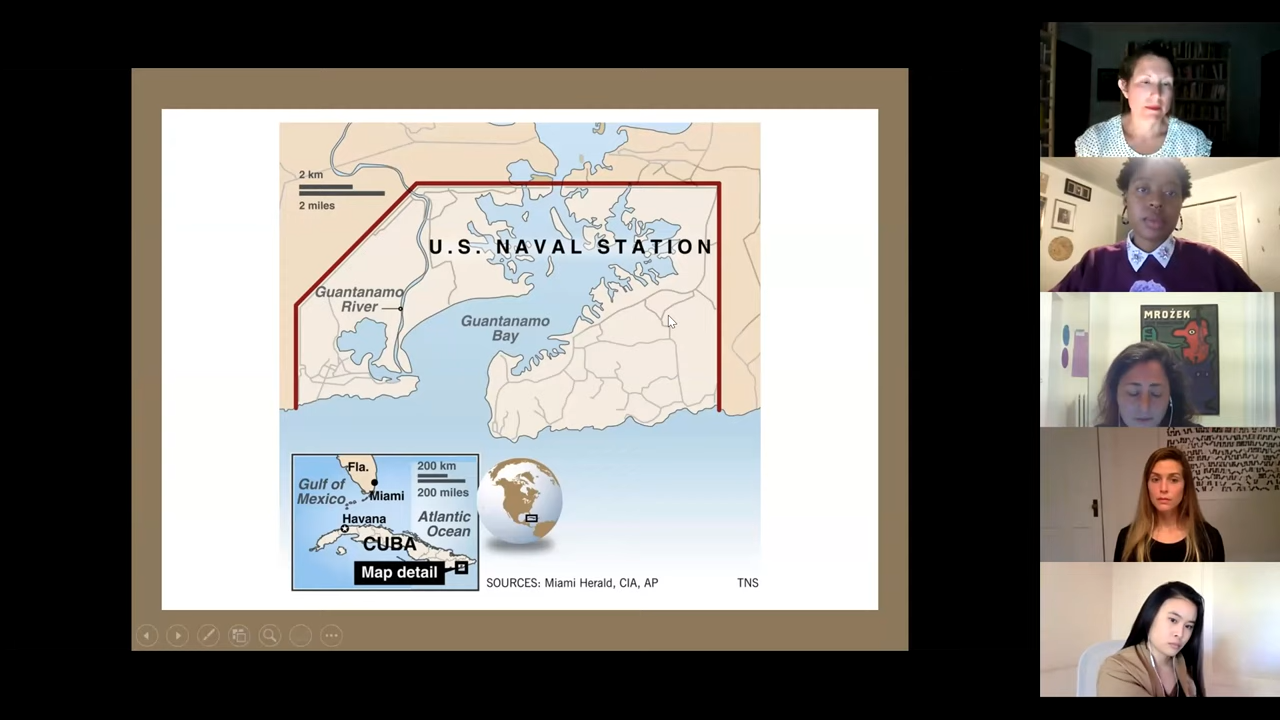 2 km
2 miles
U.S. NAVAL STATION
Guantanamo
River
Guantanamo
Bay
Fla.
200 km
200 miles
Gulf of
Mexico
Miami
Havana
Atlantic
Ocean
CUBA
Map detail
SOURCES: Miami Herald, CIA, AP
TNS
MROŻEK